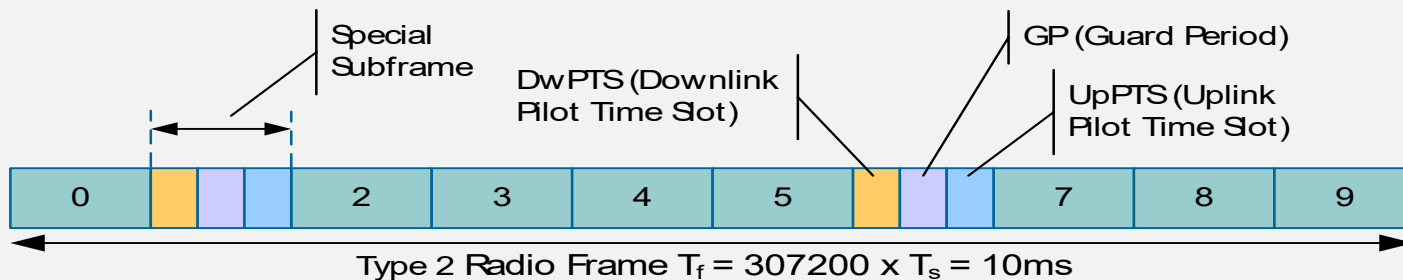 Special
Subframe
DwPTS (Downlink
Pilot Time Slot)
GP (Guard Period)
UpPTS (Uplink
Pilot Time Slot)
0
2
3
4
5
7
8
9
Type 2 Radio Frame Tf = 307200 x Ts = 10ms